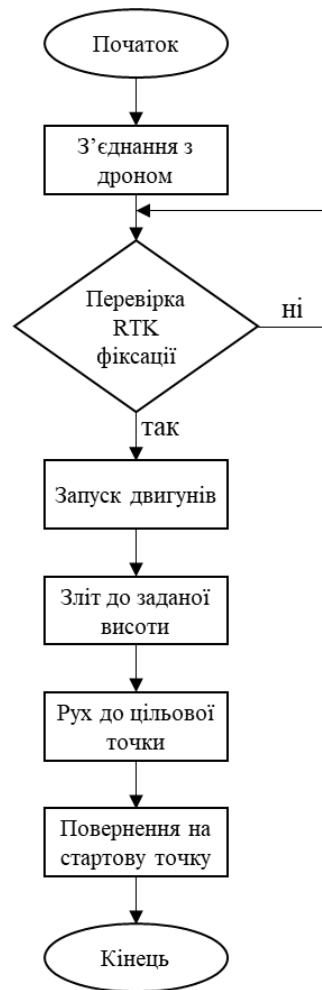 Початок
З’єднання з
дроном
Перевірка
RTK
фіксації
ні
так
Запуск двигунів
Зліт до заданої
висоти
Рух до цільової
точки
Повернення на
стартову точку
Кінець